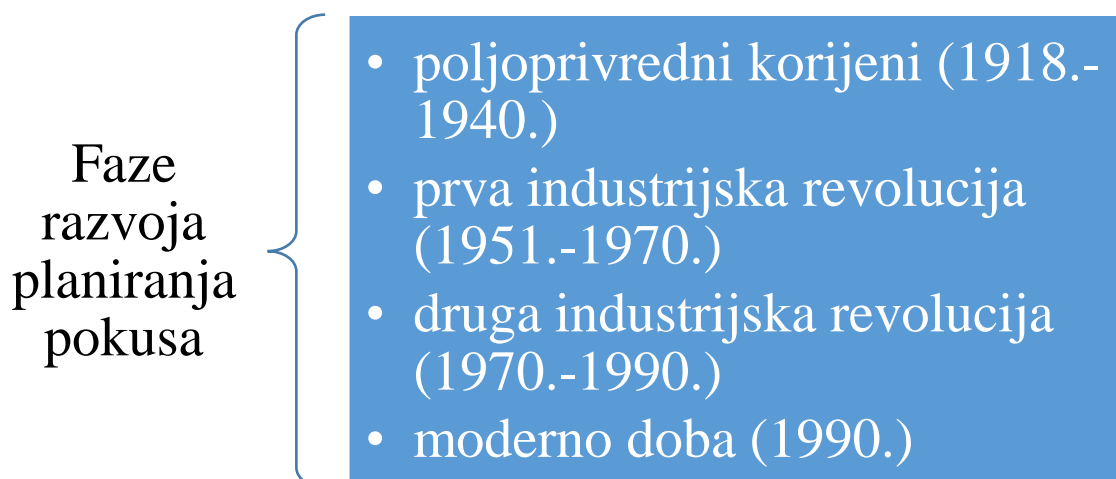 Faze
razvoja
planiranja
pokusa
• poljoprivredni korijeni (1918.-
1940.)
• prva industrijska revolucija
(1951.-1970.)
• druga industrijska revolucija
(1970.-1990.)
• moderno doba (1990.)